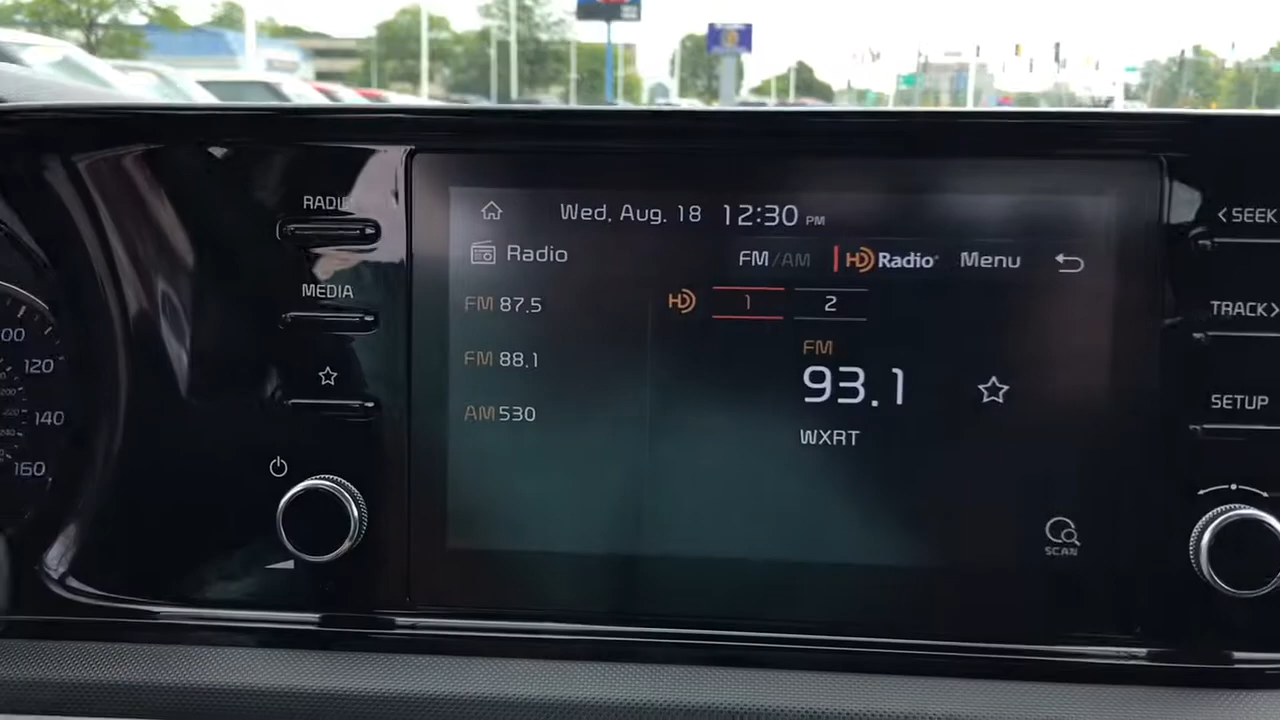 RADIO
MEDIA
Wed, Aug. 18 12:30 PM
Radio
FM/AM
HD Radio
Menu
FM 87.5
FM 88.1
AM 530
HD 1 2
FM
93.1
WXRT
SCAN
< SEEK
TRACK >
SETUP
120
140
160